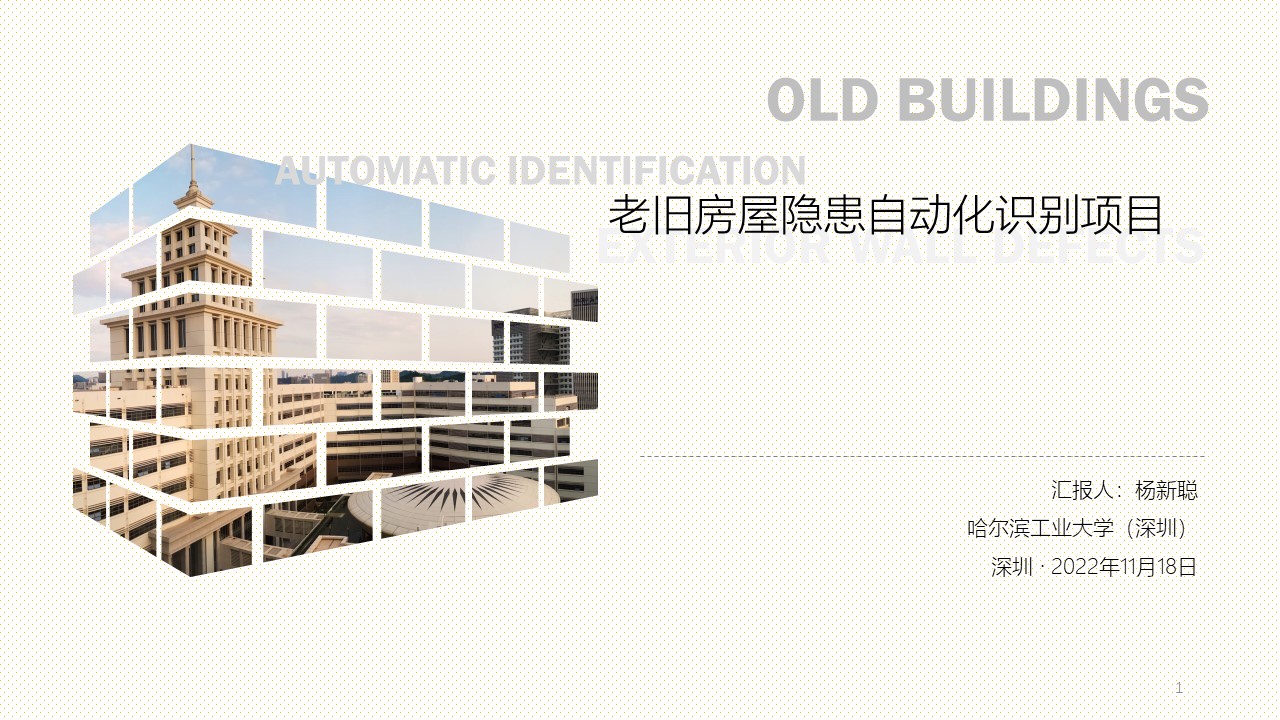 OLD BUILDINGS
AUTOMATIC IDENTIFICATION
老旧房屋隐患自动化识别项目
EXTERIOR WALL DEFECTS
汇报人：杨新聪
哈尔滨工业大学（深圳）
深圳 · 2022年11月18日
1